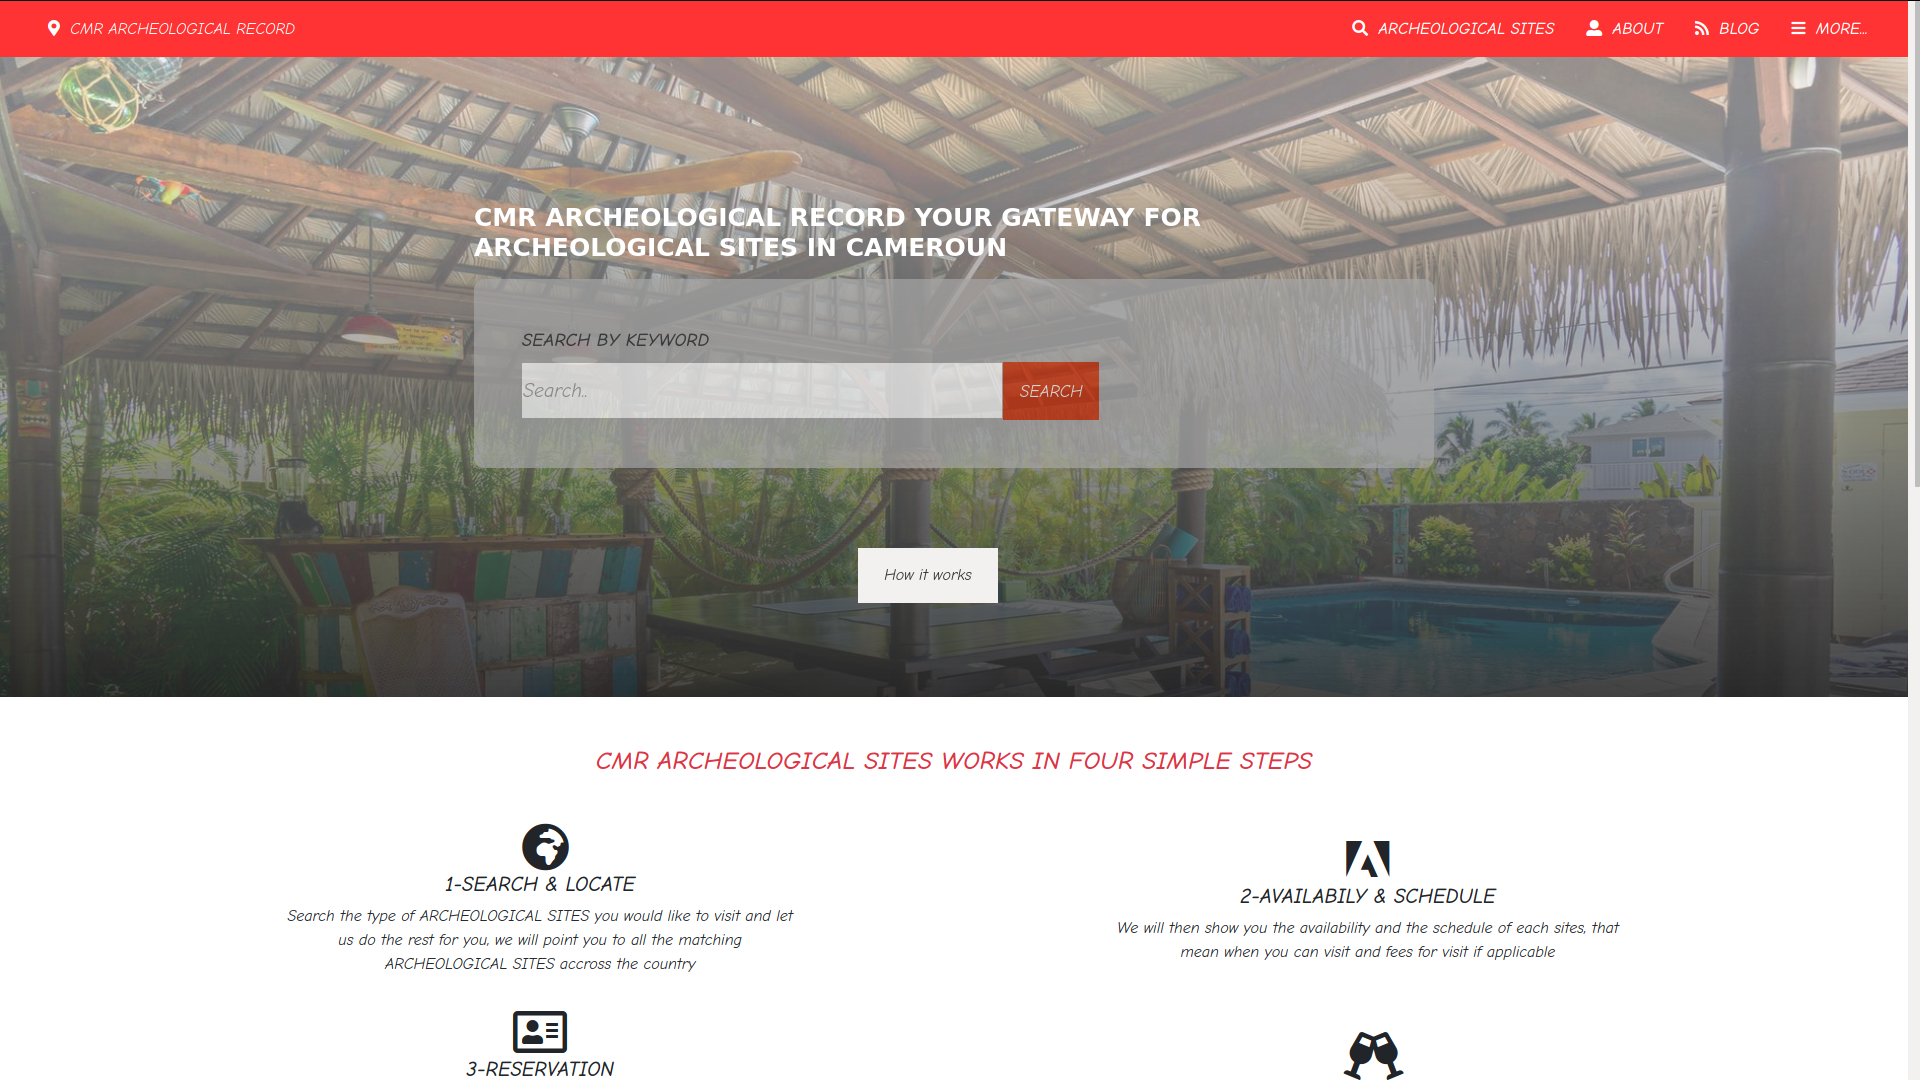 CMR ARCHEOLOGICAL RECORD
ARCHEOLOGICAL SITES
ABOUT
BLOG
MORE...
CMR ARCHEOLOGICAL RECORD YOUR GATEWAY FOR
ARCHEOLOGICAL SITES IN CAMEROUN
SEARCH BY KEYWORD
Search..
SEARCH
How it works
CMR ARCHEOLOGICAL SITES WORKS IN FOUR SIMPLE STEPS
1-SEARCH & LOCATE
Search the type of ARCHEOLOGICAL SITES you would like to visit and let
us do the rest for you, we will point you to all the matching
ARCHEOLOGICAL SITES accross the country
2-AVAILABILY & SCHEDULE
We will then show you the availability and the schedule of each sites, that
mean when you can visit and fees for visit if applicable
3-RESERVATION